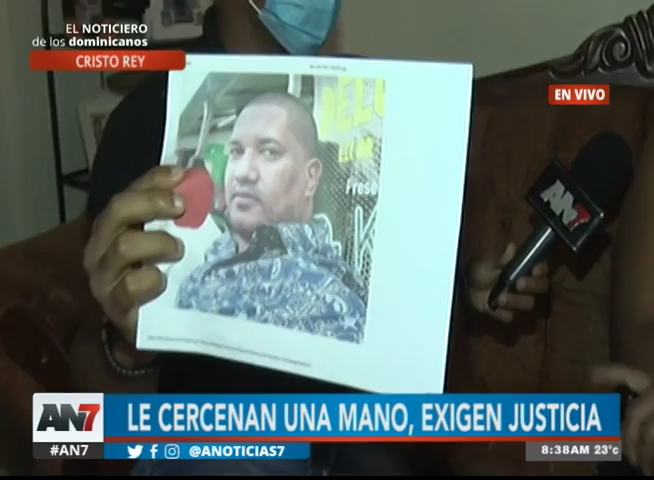 EL NOTICIERO
de los dominicanos
CRISTO REY
EN VIVO
Frese
AN7
AN7
LE CERCENAN UNA MANO, EXIGEN JUSTICIA
#AN7
@ANOTICIAS7
8:38AM 23°C